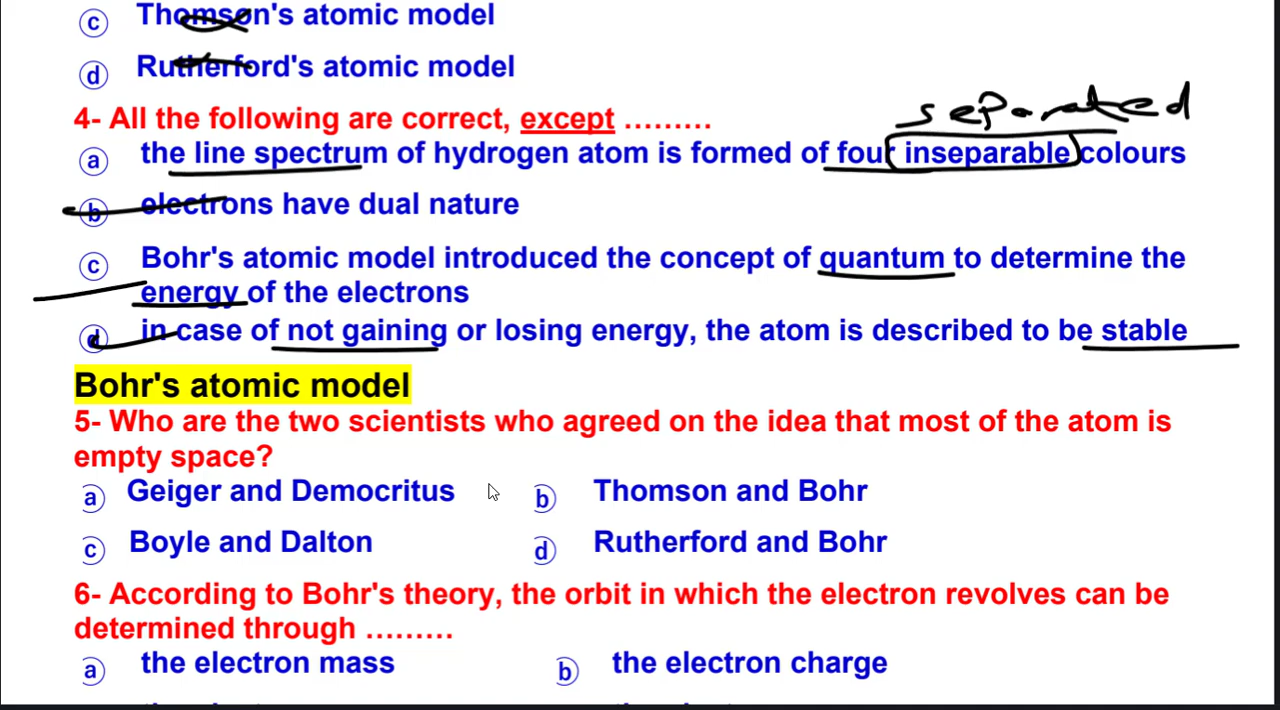 c Thomson's atomic model
d Rutherford's atomic model
separated
4- All the following are correct, except ………
a the line spectrum of hydrogen atom is formed of four inseparable colours
b electrons have dual nature
c Bohr's atomic model introduced the concept of quantum to determine the
energy of the electrons
d in case of not gaining or losing energy, the atom is described to be stable
Bohr's atomic model
5- Who are the two scientists who agreed on the idea that most of the atom is
empty space?
a Geiger and Democritus b Thomson and Bohr
c Boyle and Dalton d Rutherford and Bohr
6- According to Bohr's theory, the orbit in which the electron revolves can be
determined through ………
a the electron mass b the electron charge